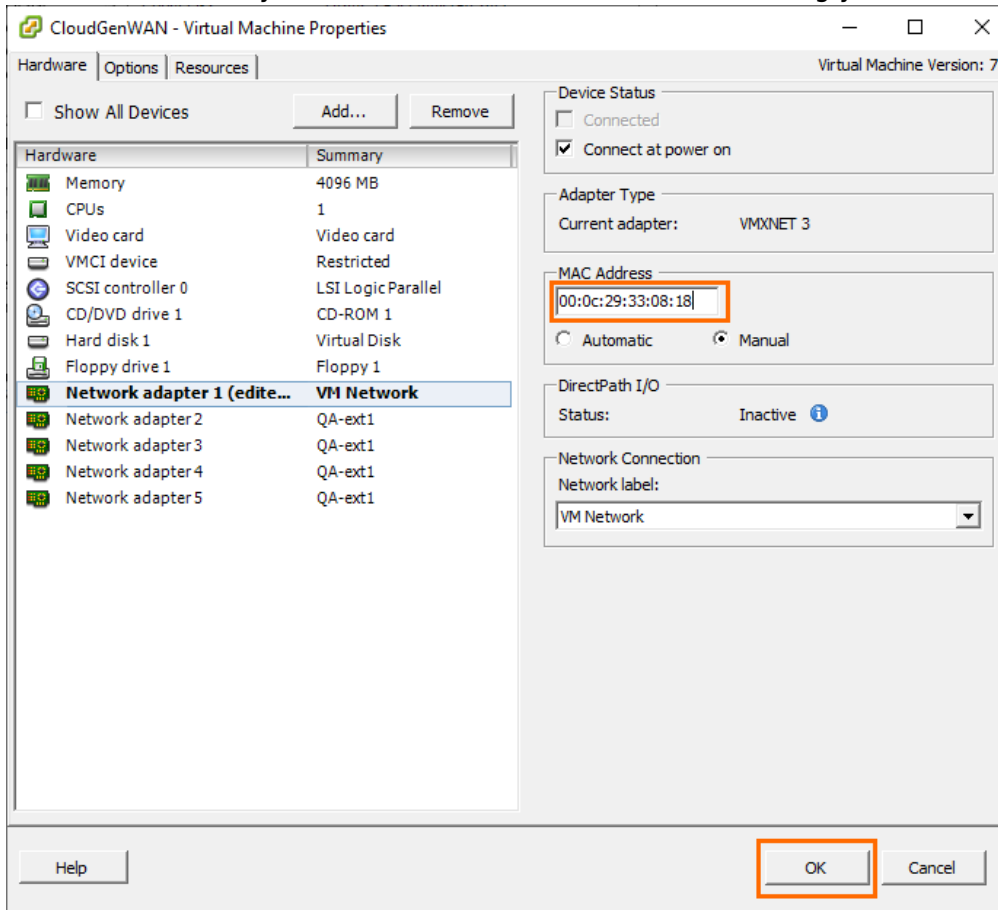 CloudGenWAN - Virtual Machine Properties
Hardware Options Resources Virtual Machine Version: 7
Show All Devices Add... Remove
Hardware Summary
Memory 4096 MB
CPUs 1
Video card Video card
VMCI device Restricted
SCSI controller 0 LSI Logic Parallel
CD/DVD drive 1 CD-ROM 1
Hard disk 1 Virtual Disk
Floppy drive 1 Floppy 1
Network adapter 1 (edite... VM Network
Network adapter 2 QA-ext1
Network adapter 3 QA-ext1
Network adapter 4 QA-ext1
Network adapter 5 QA-ext1
Device Status
Connected
Connect at power on
Adapter Type
Current adapter: VMXNET 3
MAC Address
00:0c:29:33:08:18
Automatic Manual
DirectPath I/O
Status: Inactive
Network Connection
Network label:
VM Network
Help OK Cancel